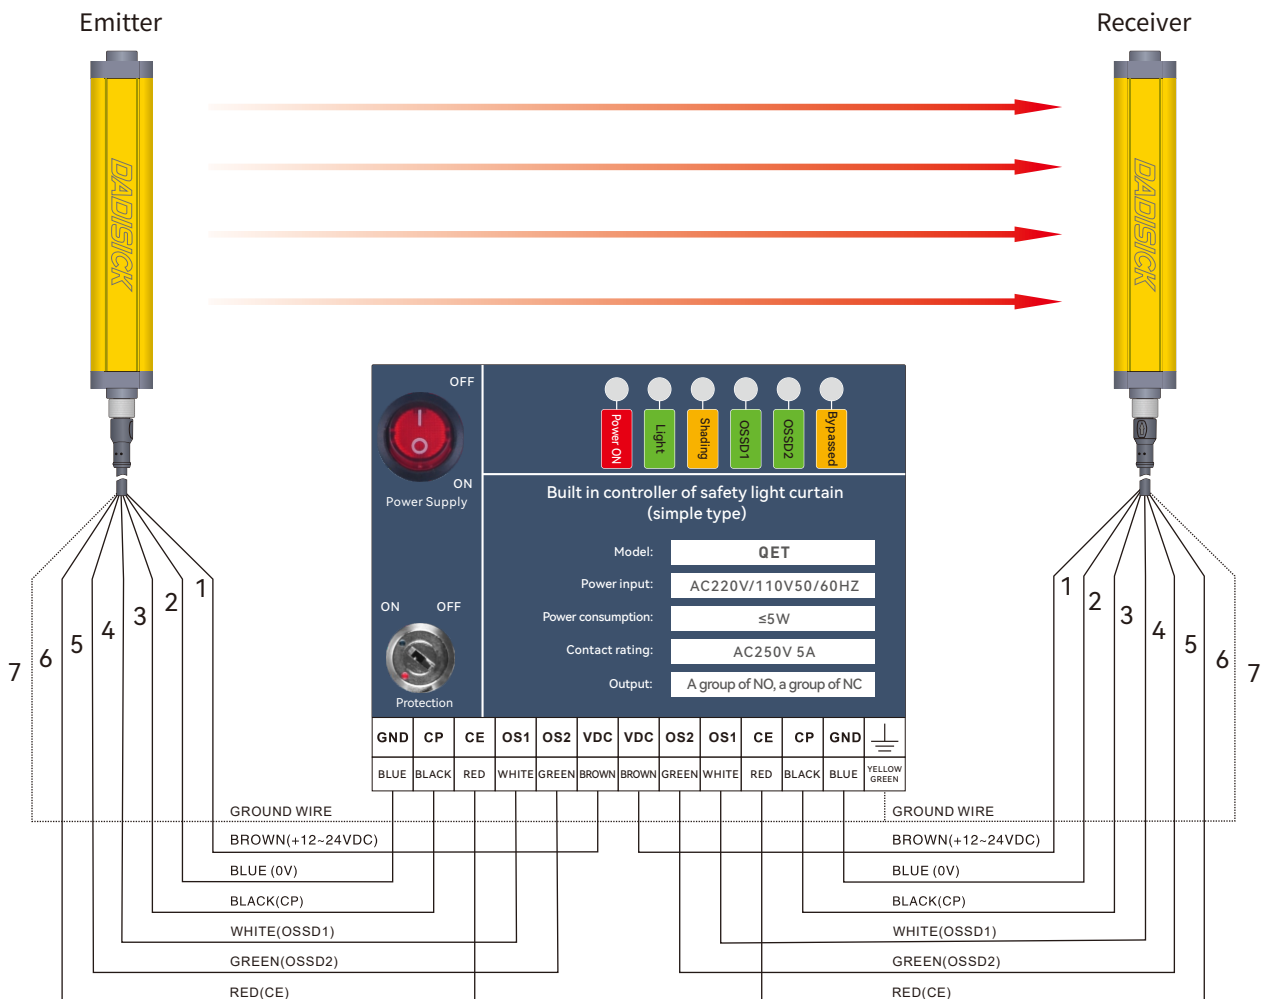 Emitter
Receiver
DADISICK
DADISICK
OFF
ON
Power Supply
Power ON
Light
Shading
OSSD1
OSSD2
Bypassed
Built in controller of safety light curtain
(simple type)
Model: QET
Power input: AC220V/110V50/60HZ
Power consumption: ≤5W
Contact rating: AC250V 5A
Output: A group of NO, a group of NC
ON OFF
Protection
1
2
3
4
5
6
7
1
2
3
4
5
6
7
GND CP CE OS1 OS2 VDC VDC OS2 OS1 CE CP GND
BLUE BLACK RED WHITE GREEN BROWN BROWN GREEN WHITE RED BLACK BLUE YELLOW GREEN
GROUND WIRE
BROWN(+12~24VDC)
BLUE (0V)
BLACK(CP)
WHITE(OSSD1)
GREEN(OSSD2)
RED(CE)
GROUND WIRE
BROWN(+12~24VDC)
BLUE (0V)
BLACK(CP)
WHITE(OSSD1)
GREEN(OSSD2)
RED(CE)